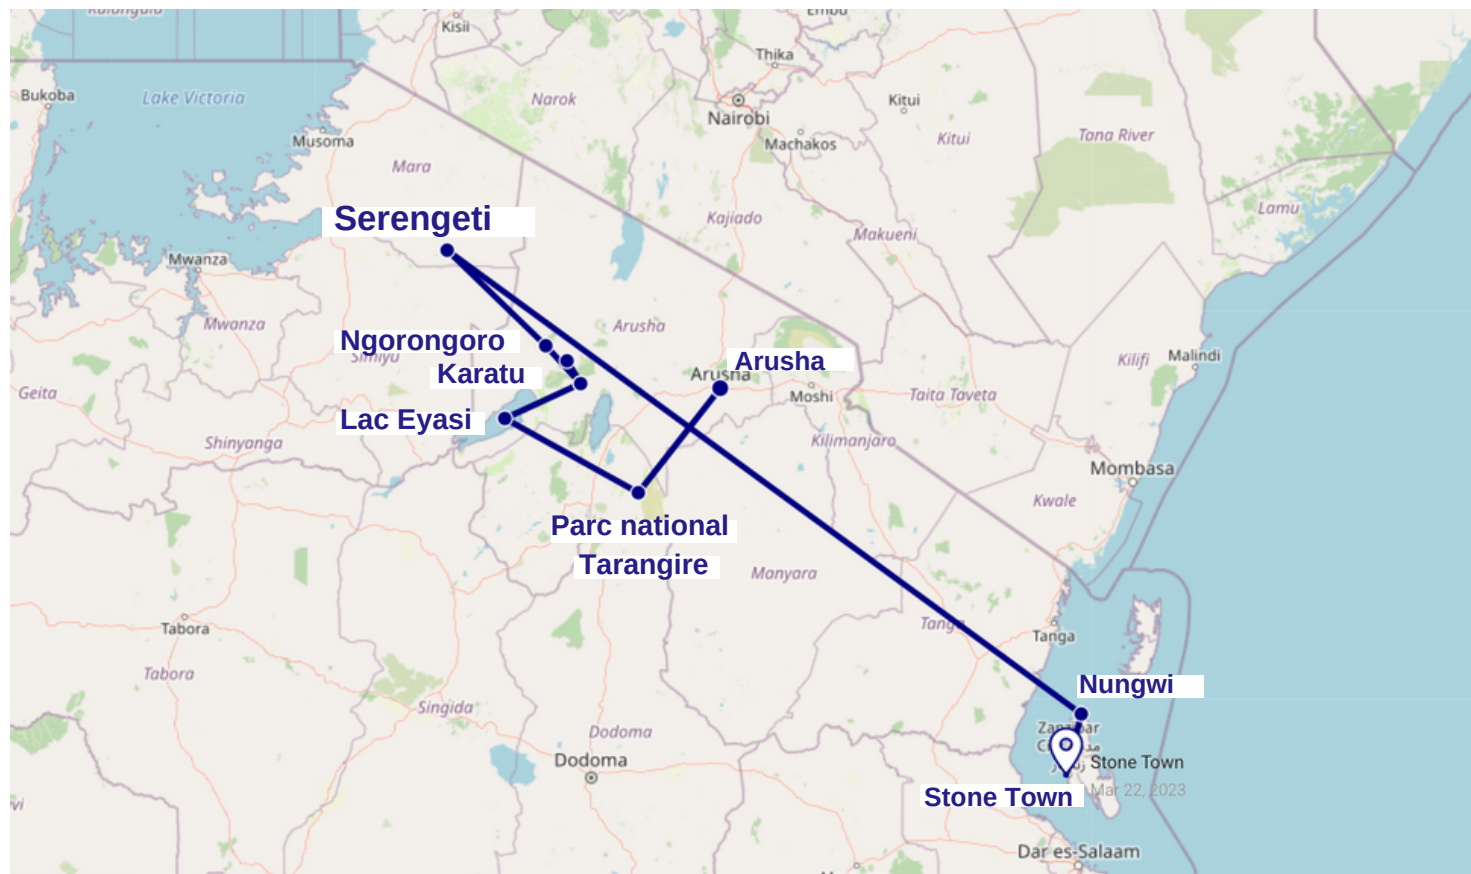 Kalangala
Kisii
Embu
Thika
Bukoba
Lake Victoria
Narok
Nairobi
Kitui
Musoma
Machakos
Kitui
Tana River
Mara
Serengeti
Kajiado
Makueni
Lamu
Mwanza
Mwanza
Arusha
Ngorongoro
Simiyu
Karatu
Arusha
Arusha
Kilifi
Malindi
Geita
Moshi
Taita Taveta
Lac Eyasi
Shinyanga
Kilimanjaro
Mombasa
Kwale
Parc national
Tarangire
Manyara
Tabora
Tanga
Tanga
Tabora
Nungwi
Singida
Dodoma
Zanzibar
Dodoma
Stone Town
Stone Town
Mar 22, 2023
Dar es-Salaam